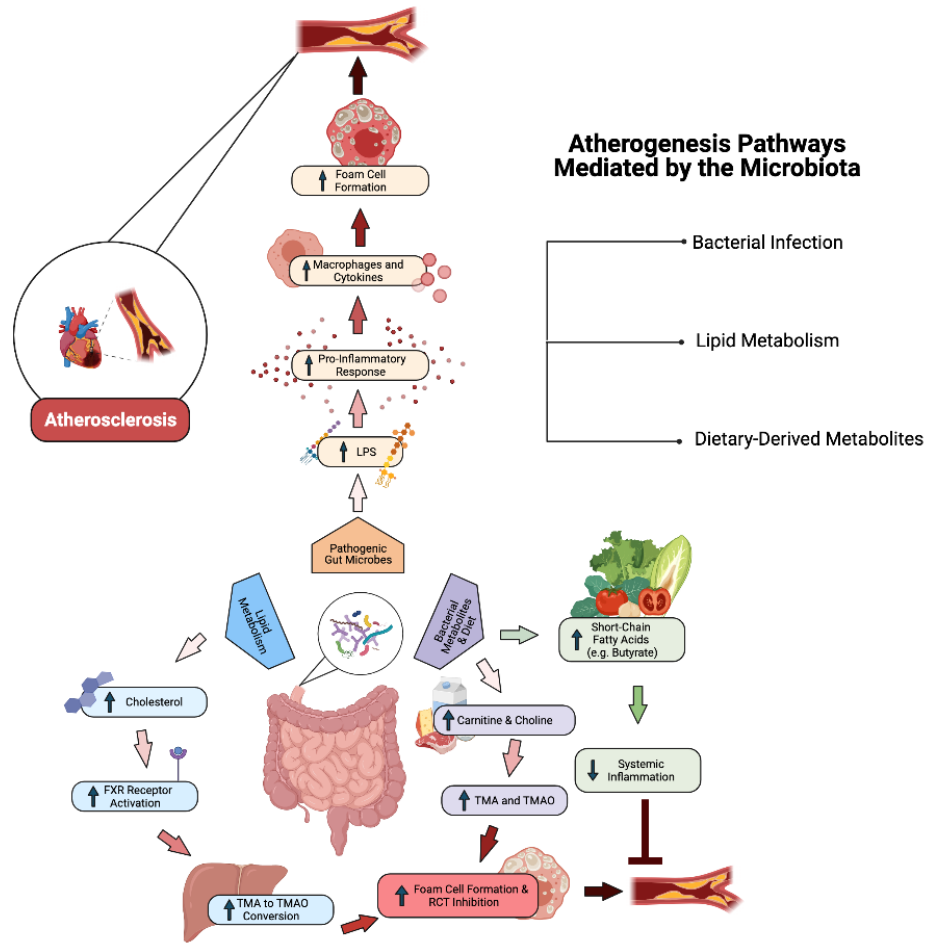 Atherogenesis Pathways
Mediated by the Microbiota
Bacterial Infection
Lipid Metabolism
Dietary-Derived Metabolites
Foam Cell
Formation
Macrophages and
Cytokines
Pro-Inflammatory
Response
Atherosclerosis
LPS
Pathogenic
Gut Microbes
Lipid
Metabolism
Bacterial
Metabolites
& Diet
Short-Chain
Fatty Acids
(e.g. Butyrate)
Cholesterol
Carnitine & Choline
FXR Receptor
Activation
TMA and TMAO
Systemic
Inflammation
TMA to TMAO
Conversion
Foam Cell Formation &
RCT Inhibition